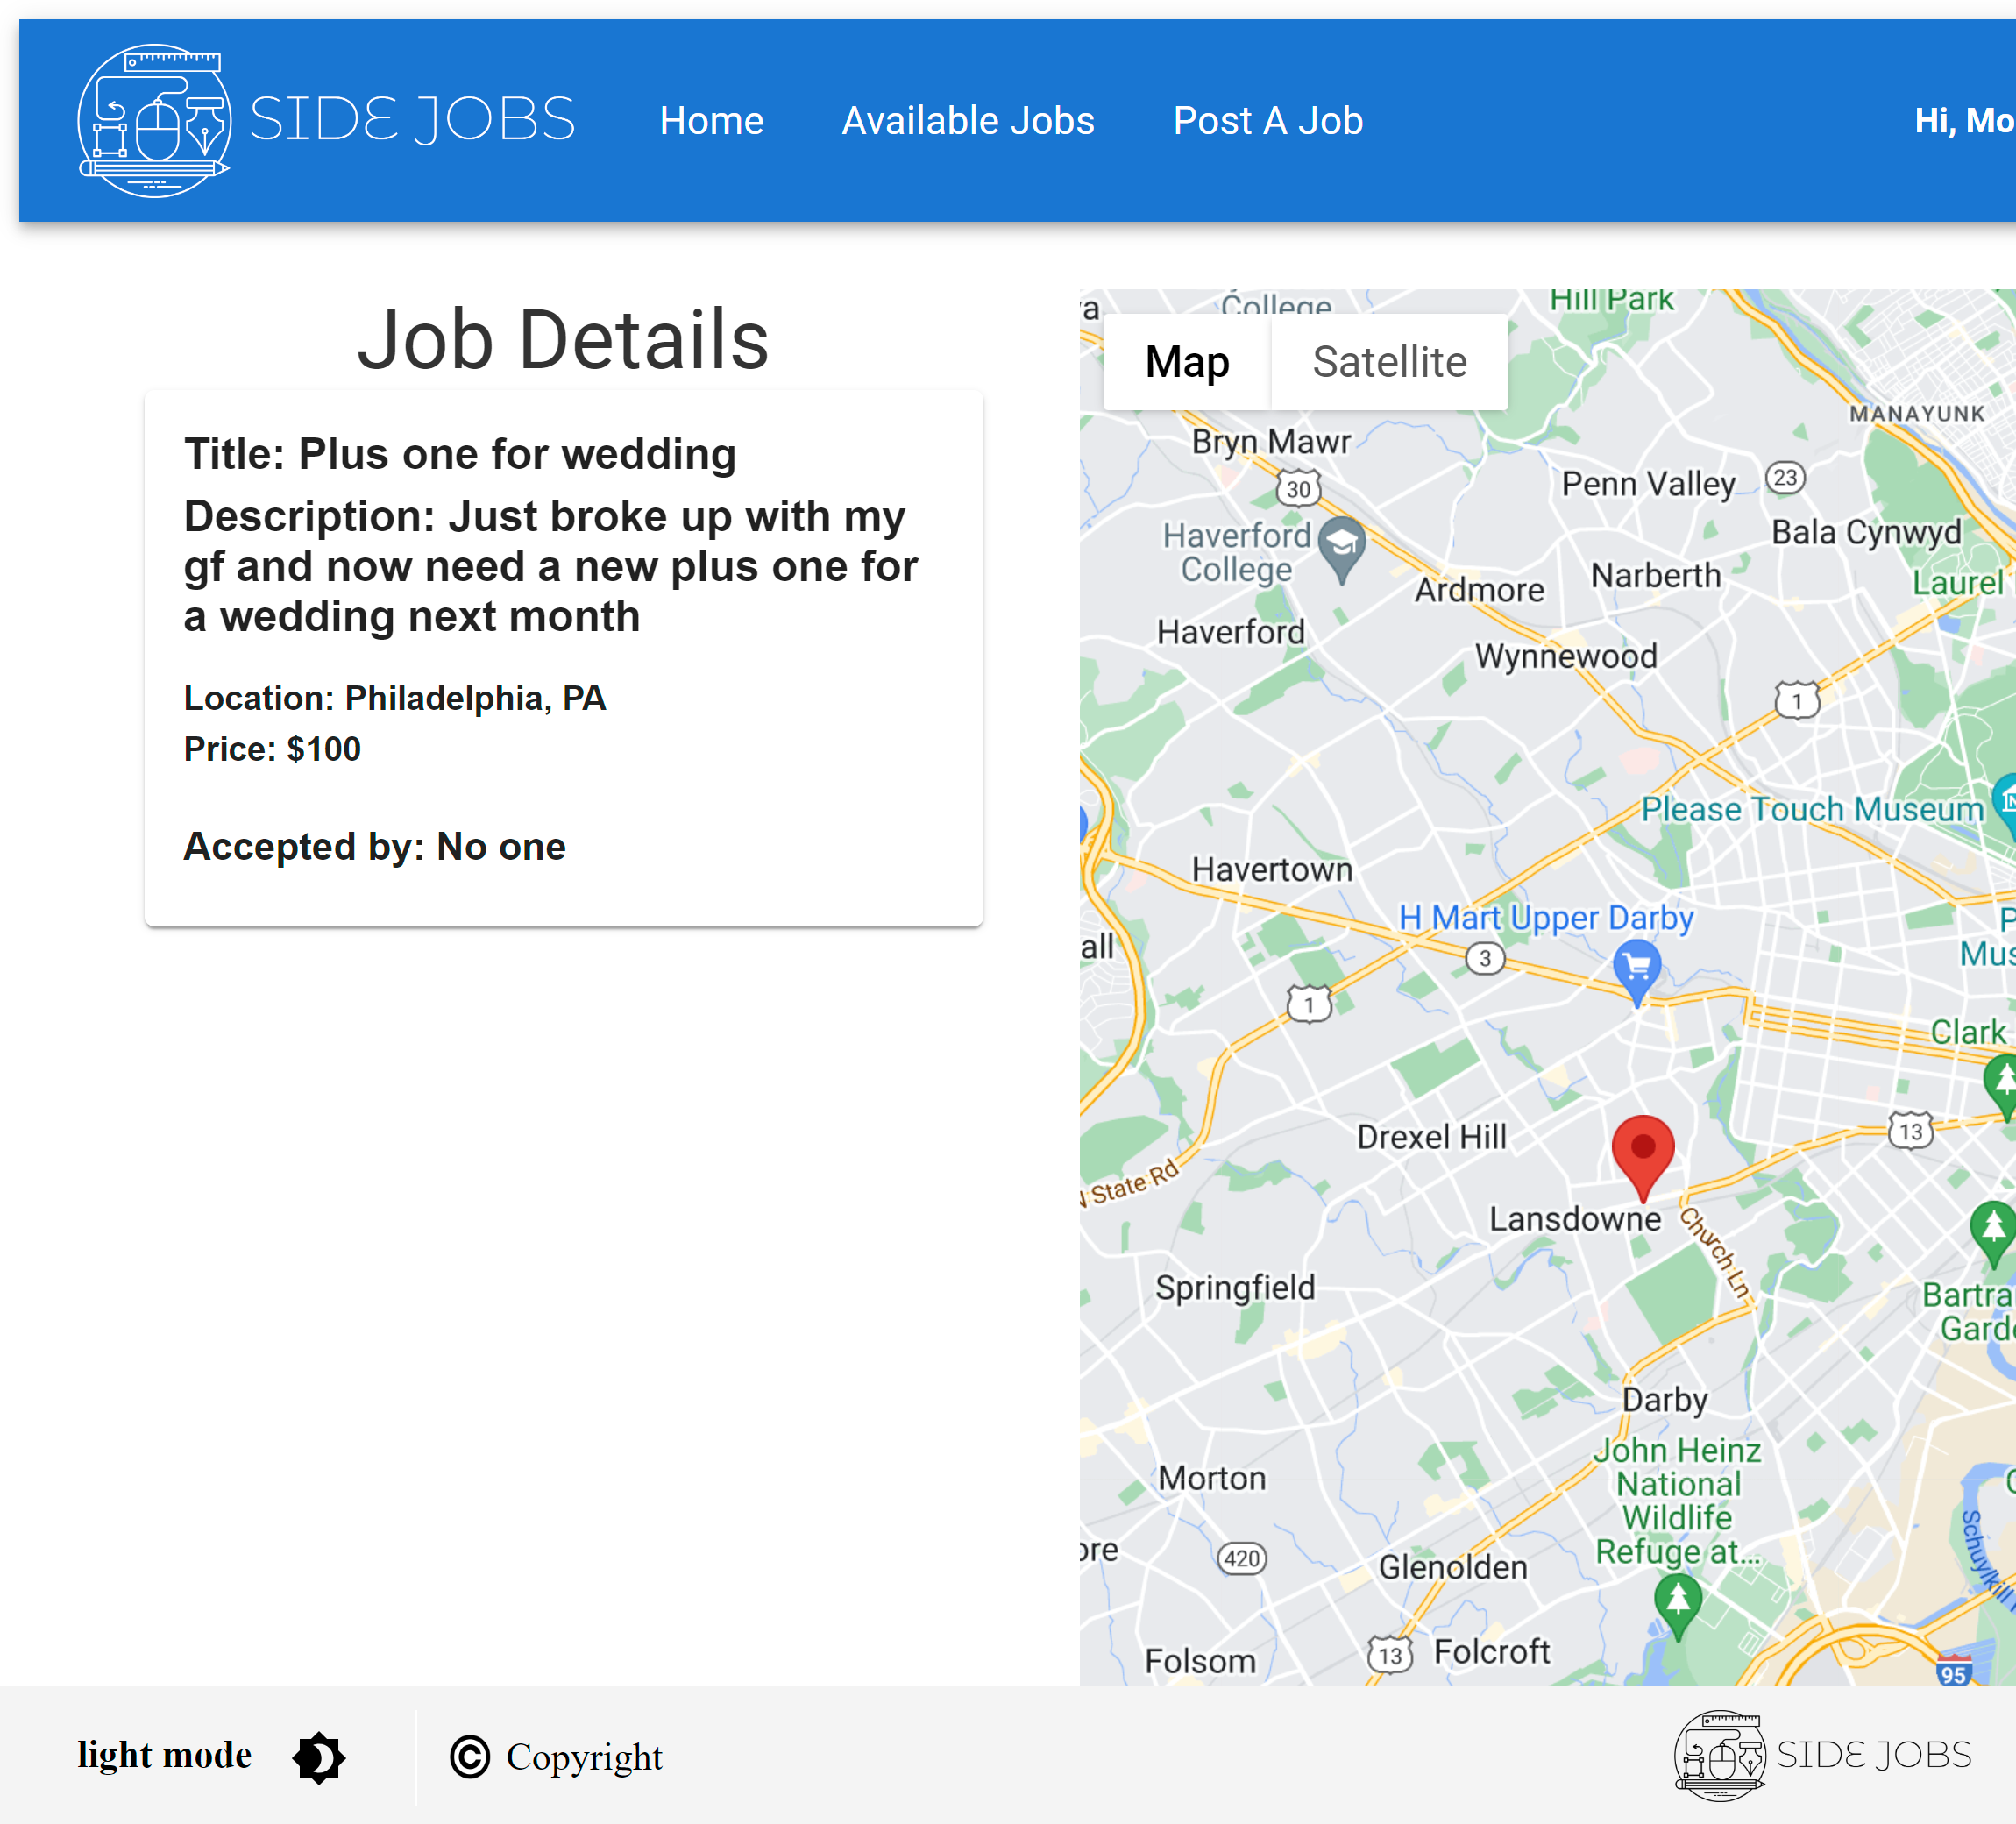 SIDE JOBS
Home
Available Jobs
Post A Job
Hi, Mo
Job Details
Title: Plus one for wedding
Description: Just broke up with my
gf and now need a new plus one for
a wedding next month
Location: Philadelphia, PA
Price: $100
Accepted by: No one
College
Hill Park
Map
Satellite
MANAYUNK
Bryn Mawr
30
Penn Valley
23
Bala Cynwyd
Haverford
College
Ardmore
Narberth
Laurel
Haverford
Wynnewood
1
Please Touch Museum
Havertown
H Mart Upper Darby
3
1
Clark
Drexel Hill
13
N State Rd
Lansdowne
Church Ln
Springfield
Darby
John Heinz
National
Wildlife
Refuge at...
Morton
420
Glenolden
Schuylkill
Folsom
13
Folcroft
95
light mode
© Copyright
SIDE JOBS